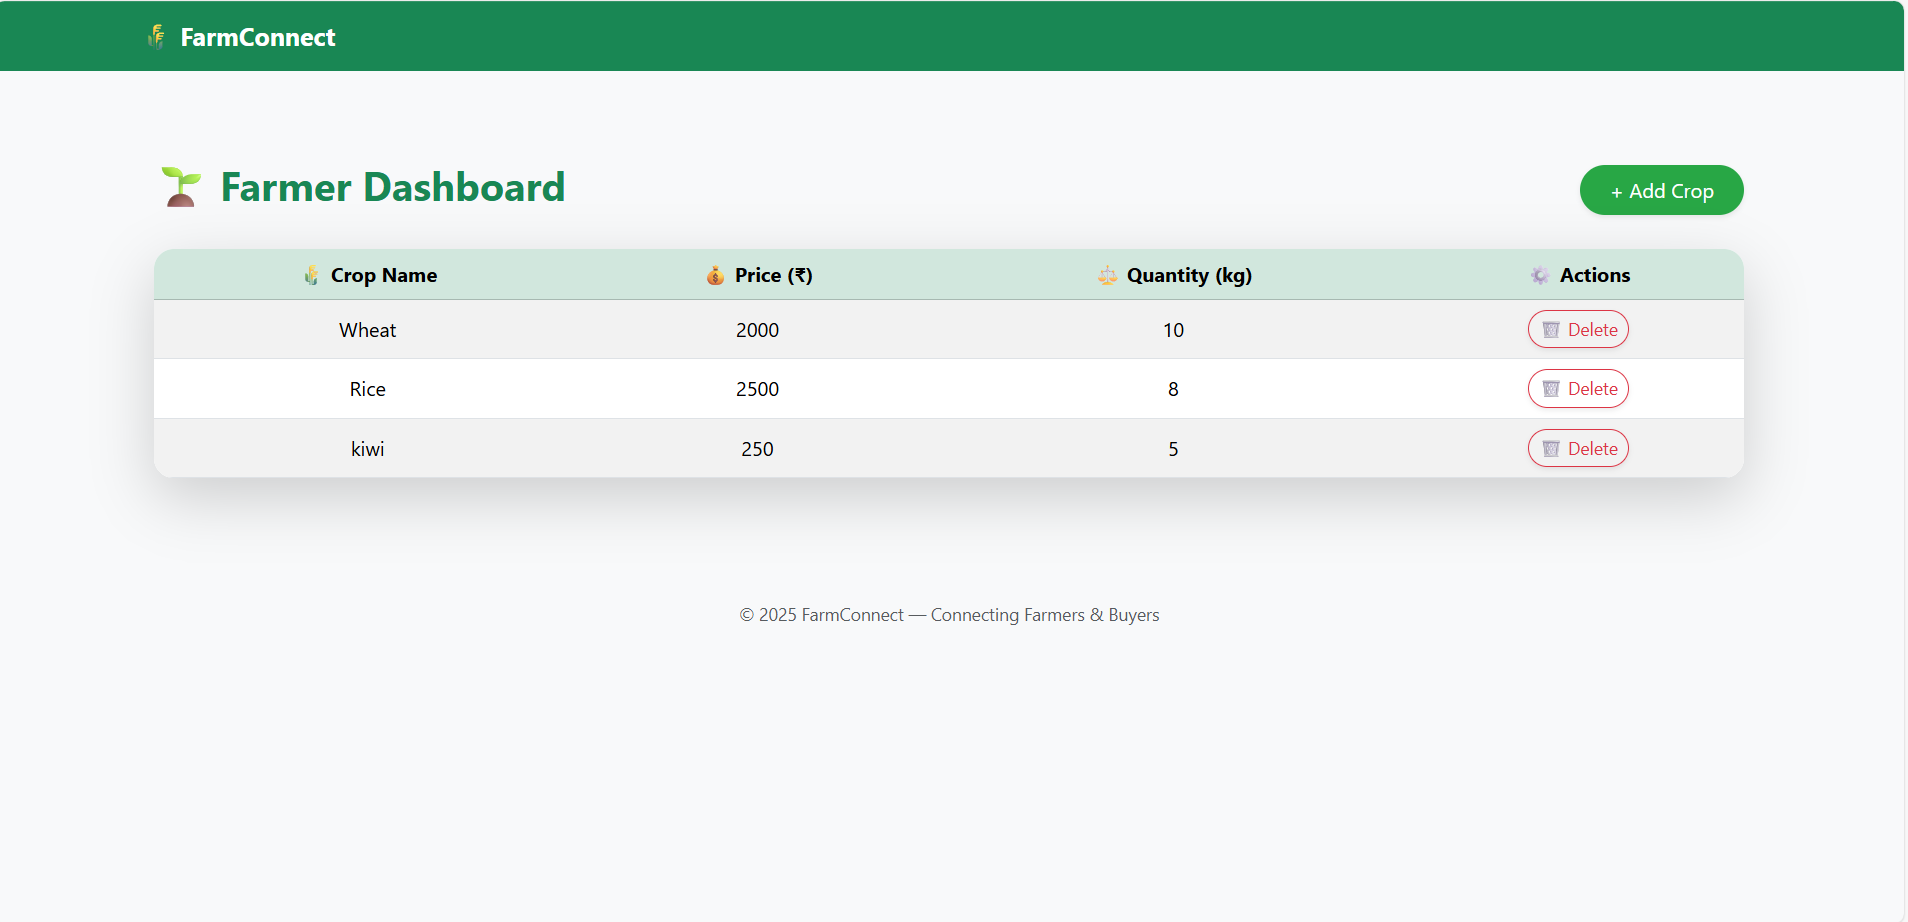 FarmConnect
Farmer Dashboard
+ Add Crop
Crop Name Price (₹) Quantity (kg) Actions
Wheat 2000 10 Delete
Rice 2500 8 Delete
kiwi 250 5 Delete
© 2025 FarmConnect — Connecting Farmers & Buyers